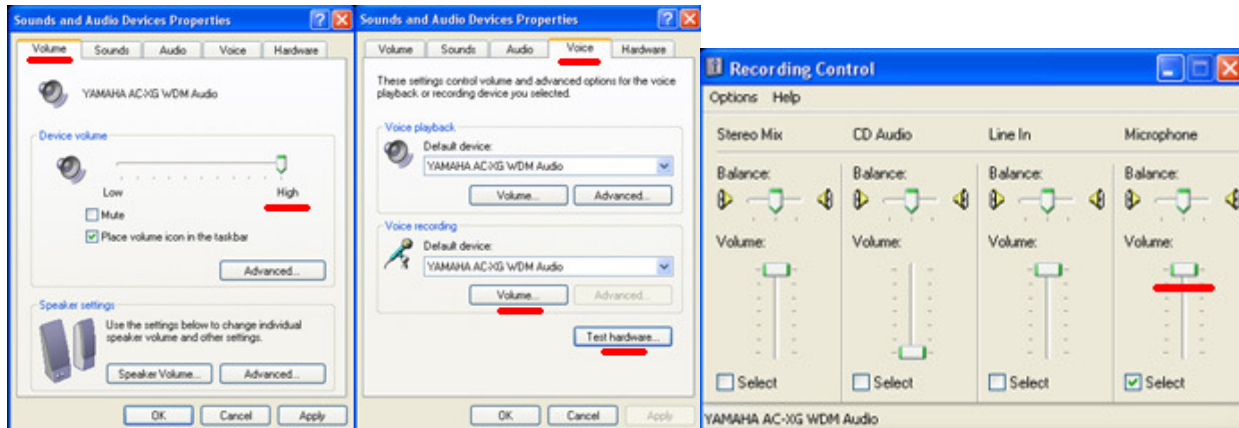 Sounds and Audio Devices Properties
Volume Sounds Audio Voice Hardware
YAMAHA AC-XG WDM Audio
Device volume
Low High
Mute
Place volume icon in the taskbar
Advanced...
Speaker settings
Use the settings below to change individual
speaker volume and other settings.
Speaker Volume... Advanced...
OK Cancel Apply
Sounds and Audio Devices Properties
Volume Sounds Audio Voice Hardware
These settings control volume and advanced options for the voice
playback or recording device you selected.
Voice playback
Default device:
YAMAHA AC-XG WDM Audio
Volume... Advanced...
Voice recording
Default device:
YAMAHA AC-XG WDM Audio
Volume... Advanced...
Test hardware...
OK Cancel Apply
Recording Control
Options Help
Stereo Mix CD Audio Line In Microphone
Balance: Balance: Balance: Balance:
Volume: Volume: Volume: Volume:
Select Select Select Select
YAMAHA AC-XG WDM Audio